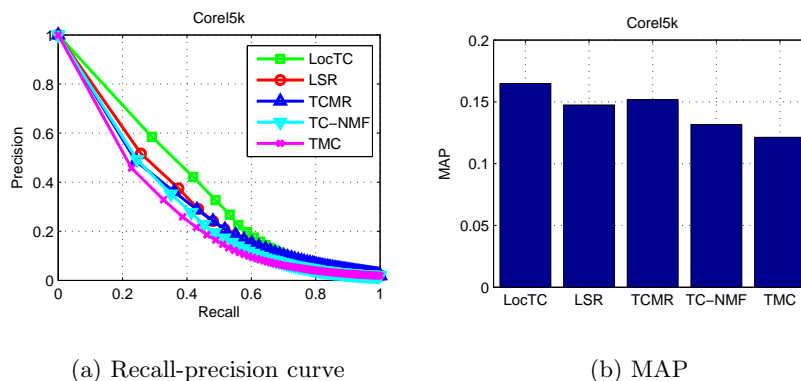 Corel5k
1
0.8
0.6
0.4
0.2
0
Precision
0 0.2 0.4 0.6 0.8 1
Recall
LocTC
LSR
TCMR
TC−NMF
TMC
(a) Recall-precision curve
Corel5k
0.2
0.15
0.1
0.05
0
MAP
LocTC LSR TCMR TC−NMF TMC
(b) MAP